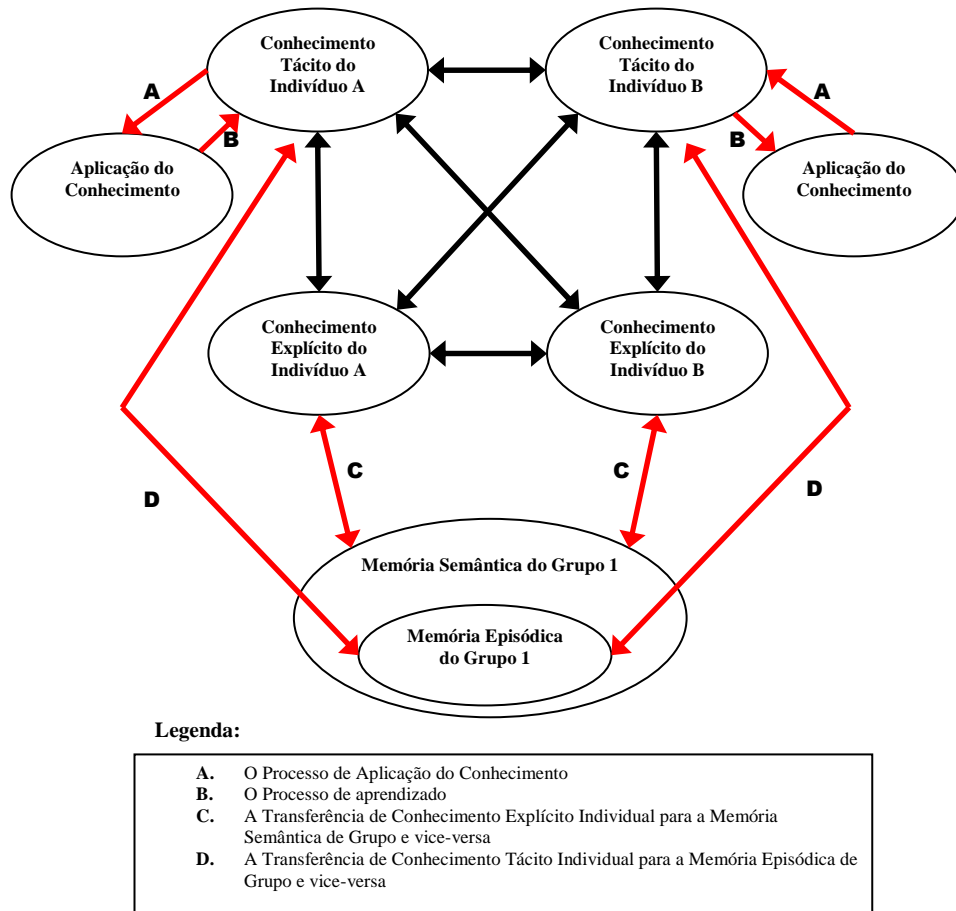 Conhecimento
Tácito do
Indivíduo A
Conhecimento
Tácito do
Indivíduo B
A
B
A
B
Aplicação do
Conhecimento
Aplicação do
Conhecimento
Conhecimento
Explícito do
Indivíduo A
Conhecimento
Explícito do
Indivíduo B
C
C
D
D
Memória Semântica do Grupo 1
Memória Episódica
do Grupo 1
Legenda:
A. O Processo de Aplicação do Conhecimento
B. O Processo de aprendizado
C. A Transferência de Conhecimento Explícito Individual para a Memória
Semântica de Grupo e vice-versa
D. A Transferência de Conhecimento Tácito Individual para a Memória Episódica de
Grupo e vice-versa